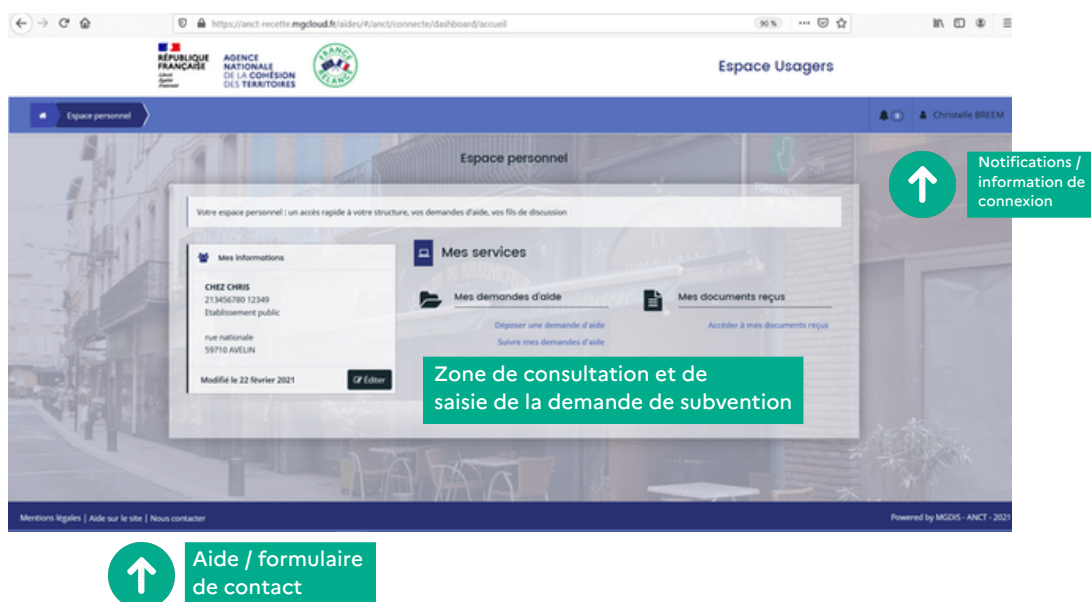 https://anct-recette.mgcloud.fr/aides/#/anct/connecte/dashboard/accueil
90 %
RÉPUBLIQUE
FRANÇAISE
Liberté
Égalité
Fraternité
AGENCE
NATIONALE
DE LA COHÉSION
DES TERRITOIRES
FRANCE
RELANCE
Espace Usagers
Espace personnel
Christelle BREEM
Espace personnel
Notifications /
information de
connexion
Votre espace personnel : un accès rapide à votre structure, vos demandes d'aide, vos fils de discussion
Mes informations
CHEZ CHRIS
213456780 12349
Etablissement public
rue nationale
59710 AVELIN
Modifié le 22 février 2021
Éditer
Mes services
Mes demandes d'aide
Déposer une demande d'aide
Suivre mes demandes d'aide
Mes documents reçus
Accéder à mes documents reçus
Zone de consultation et de
saisie de la demande de subvention
Mentions légales | Aide sur le site | Nous contacter
Powered by MGDIS - ANCT - 2021
Aide / formulaire
de contact